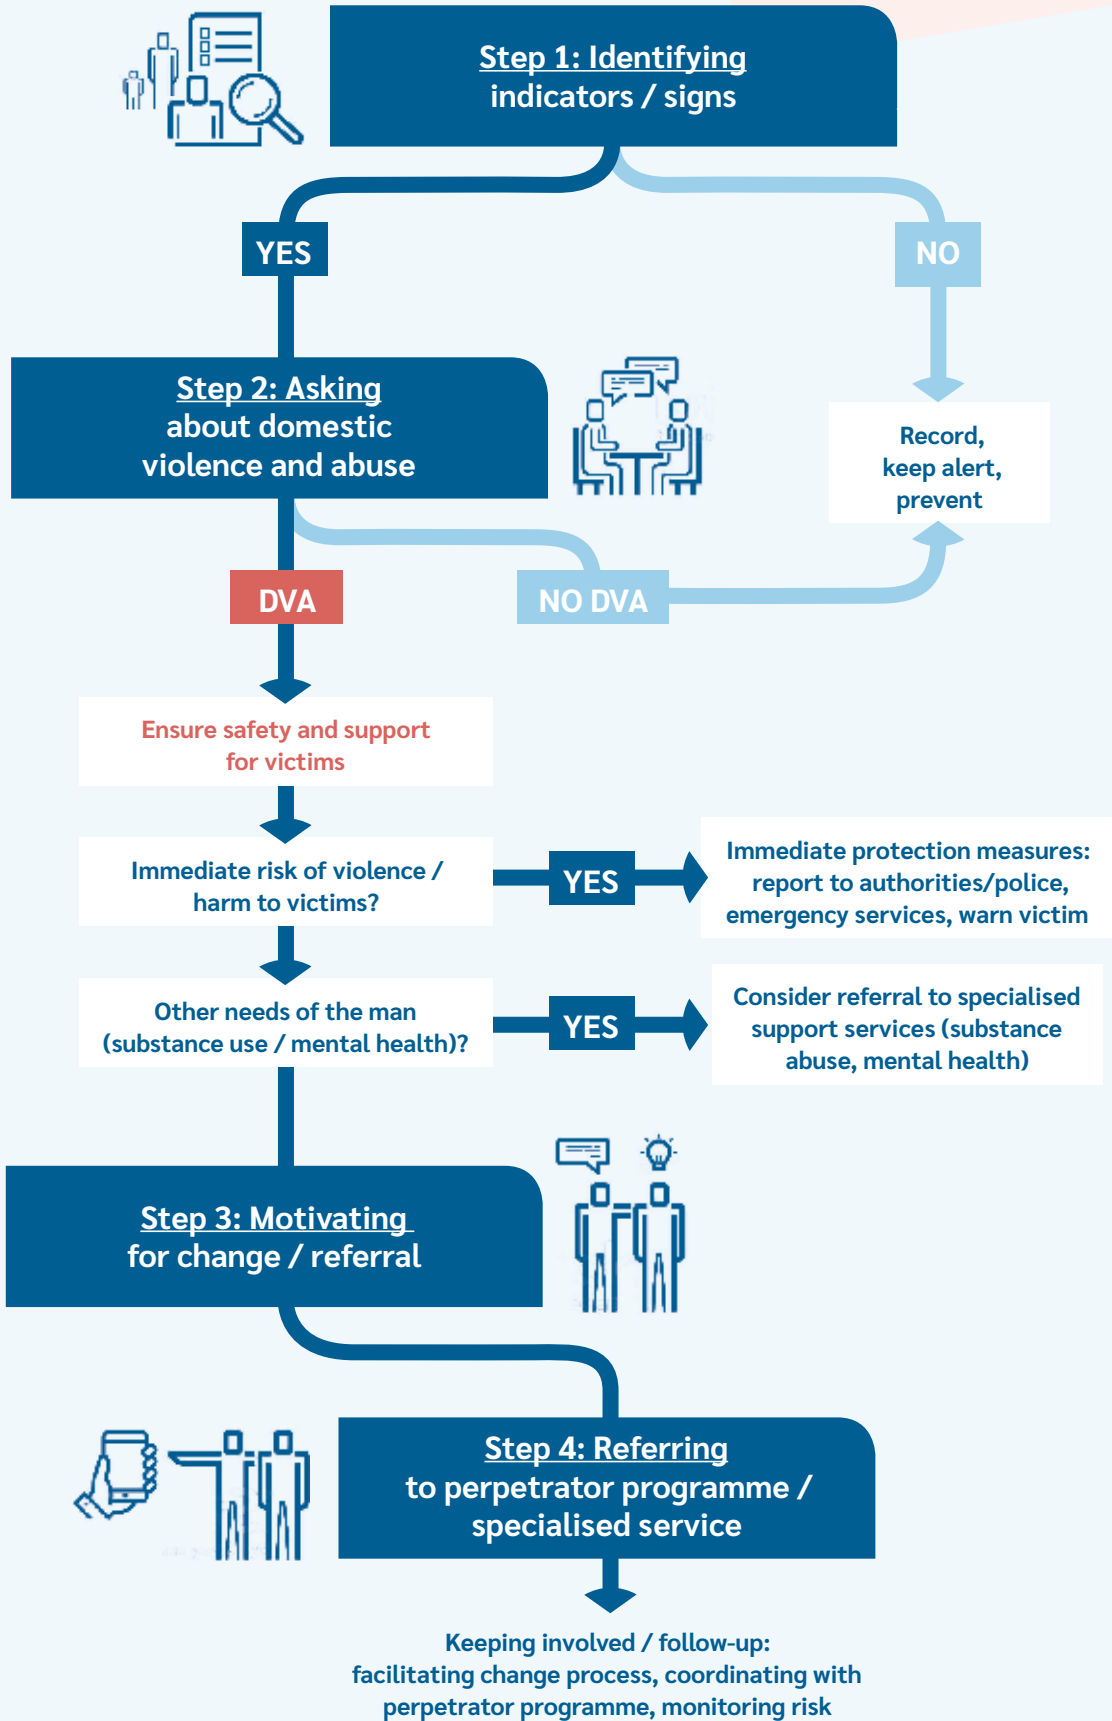 Step 1: Identifying
indicators / signs
YES
NO
Step 2: Asking
about domestic
violence and abuse
Record,
keep alert,
prevent
DVA
NO DVA
Ensure safety and support
for victims
Immediate risk of violence /
harm to victims?
YES
Immediate protection measures:
report to authorities/police,
emergency services, warn victim
Other needs of the man
(substance use / mental health)?
YES
Consider referral to specialised
support services (substance
abuse, mental health)
Step 3: Motivating
for change / referral
Step 4: Referring
to perpetrator programme /
specialised service
Keeping involved / follow-up:
facilitating change process, coordinating with
perpetrator programme, monitoring risk